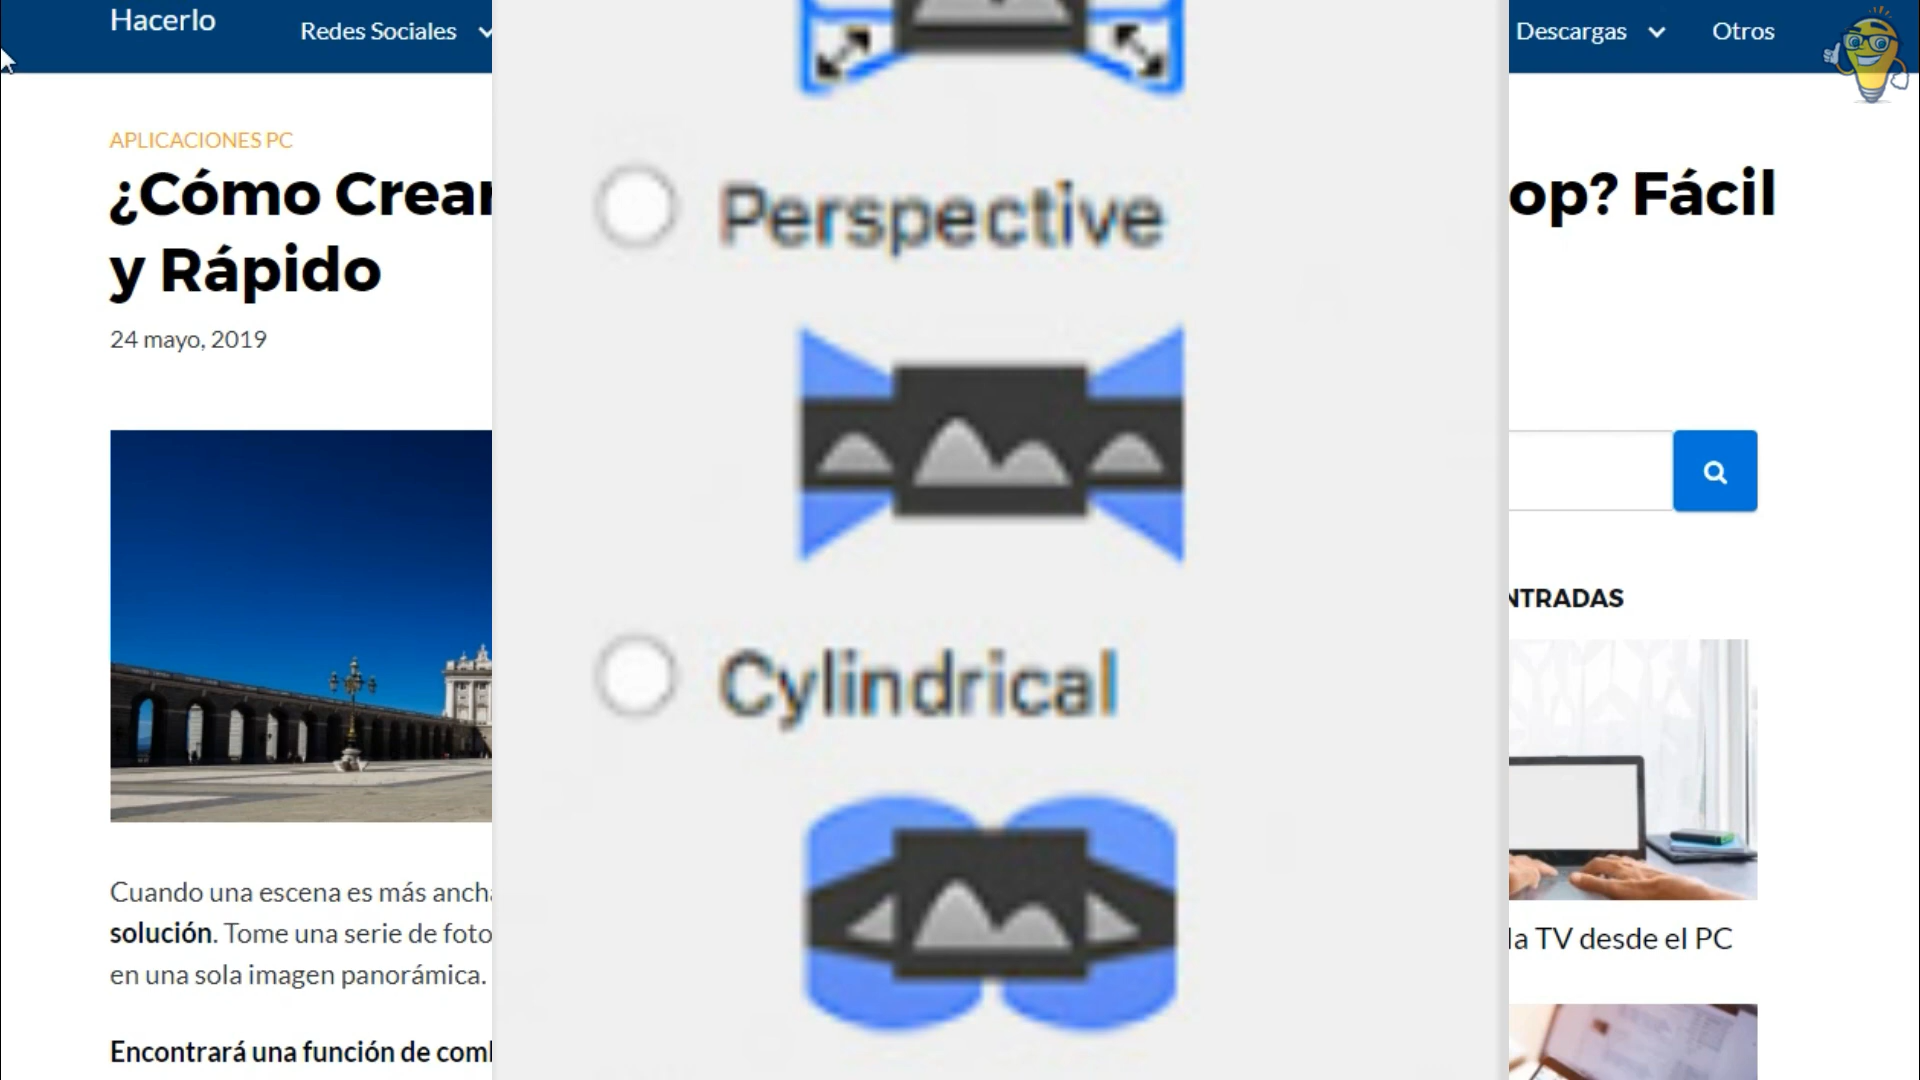 Hacerlo
Redes Sociales
Descargas
Otros
APLICACIONES PC
¿Cómo Crear
op? Fácil
y Rápido
24 mayo, 2019
Perspective
Cylindrical
NTRADAS
la TV desde el PC
Cuando una escena es más ancha
solución. Tome una serie de foto
en una sola imagen panorámica.
Encontrará una función de com